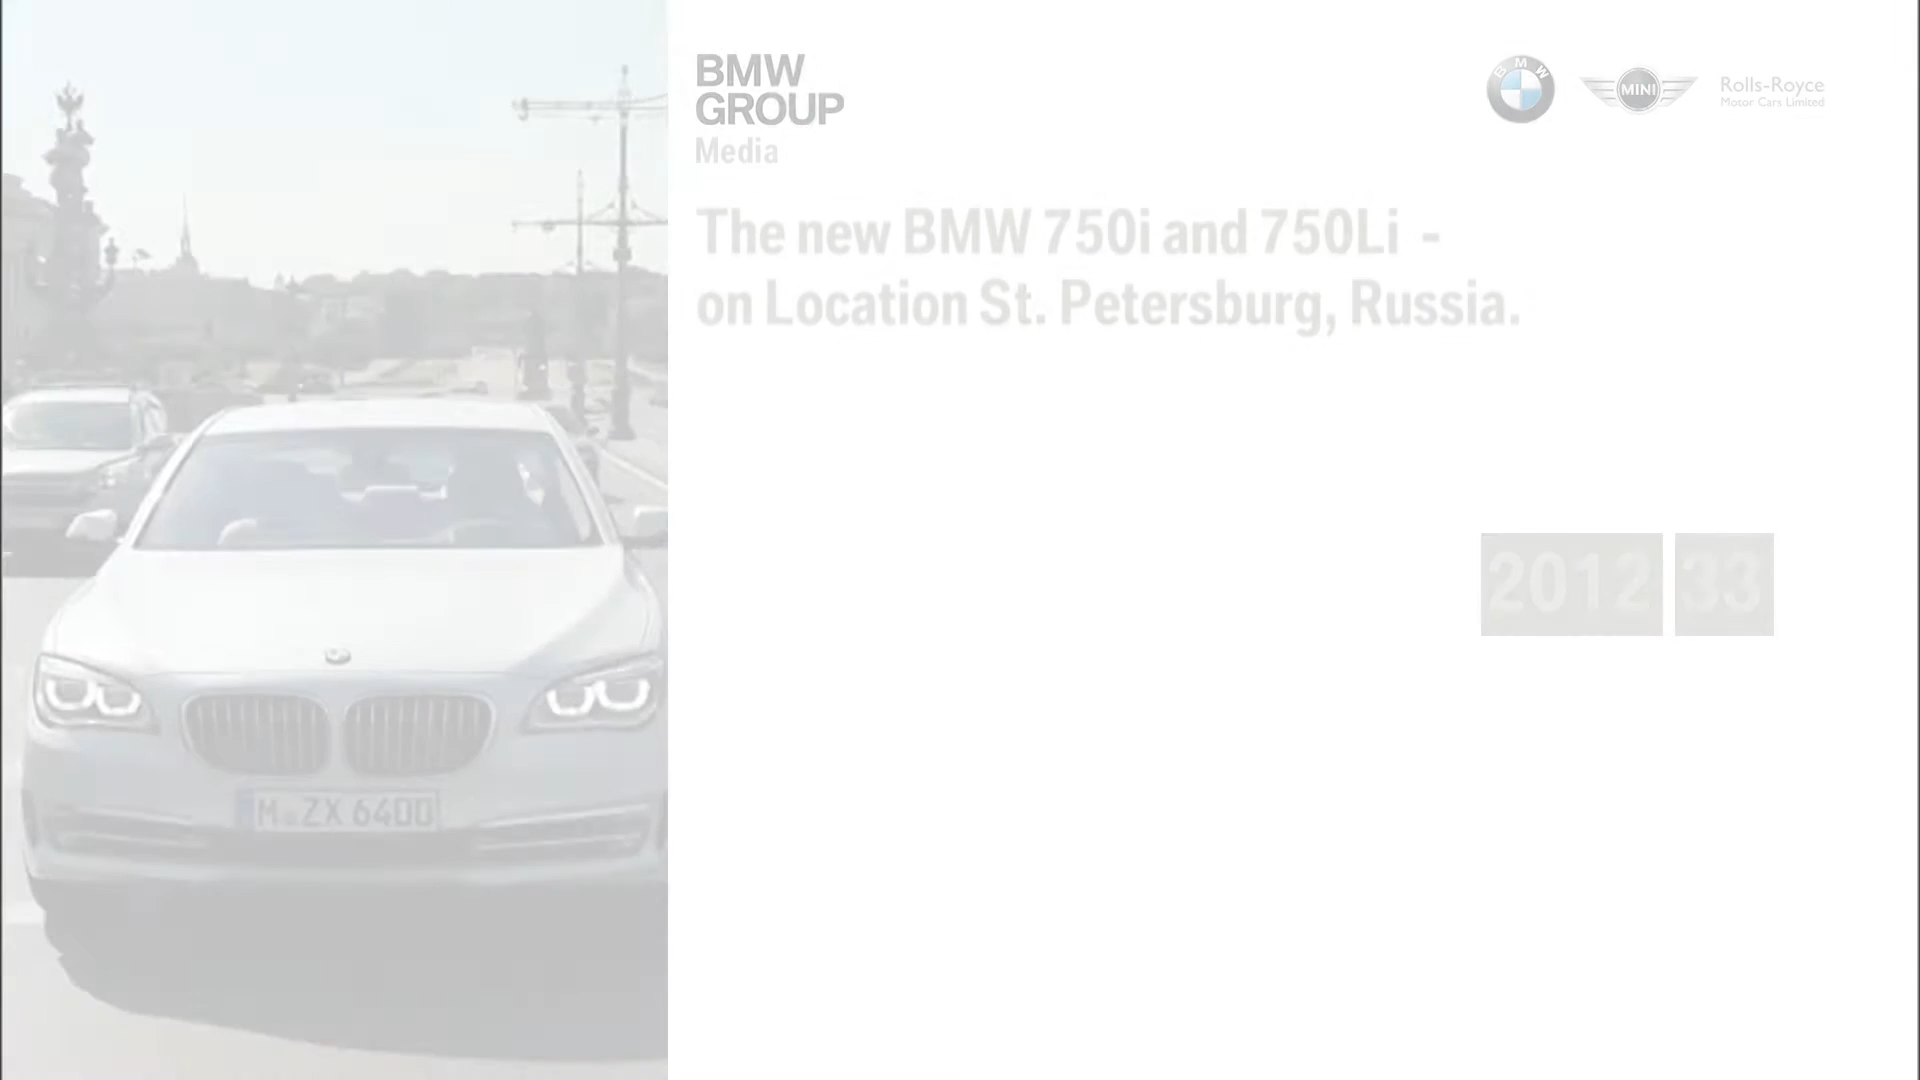 BMW
GROUP
Media
BMW
MINI
Rolls-Royce
Motor Cars Limited
The new BMW 750i and 750Li -
on Location St. Petersburg, Russia.
2012 33
M ZX 6400